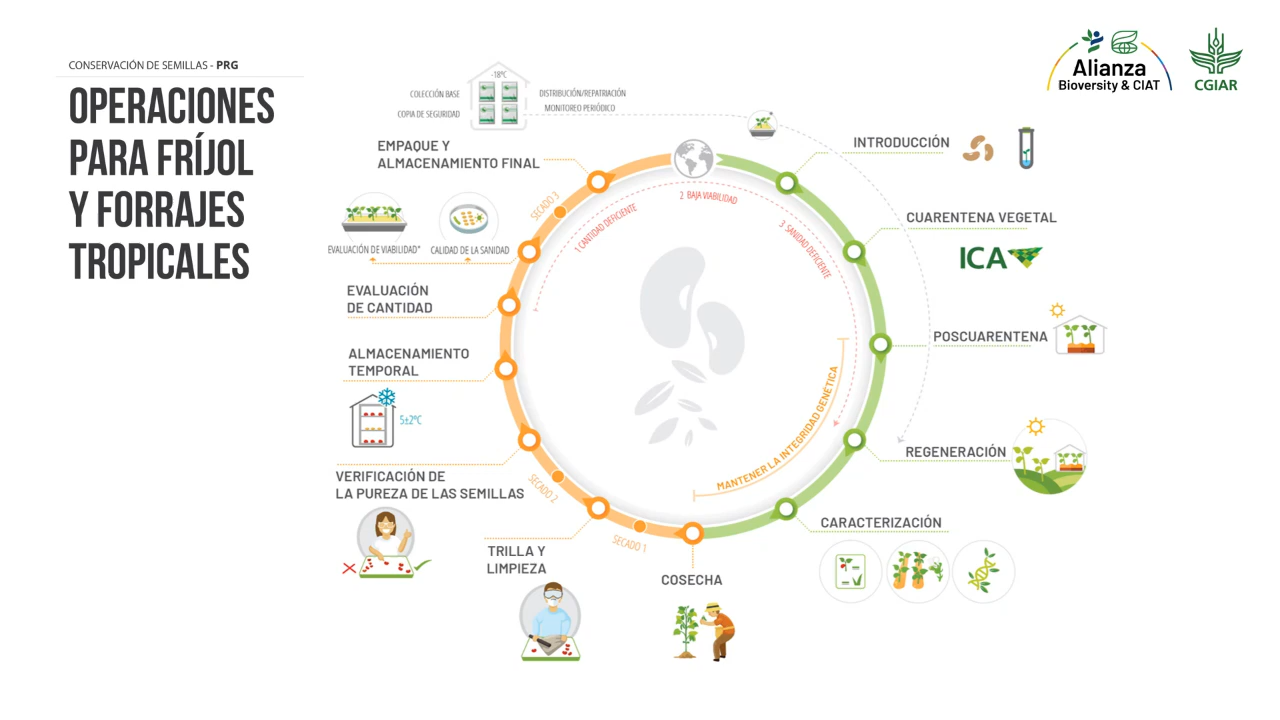 CONSERVACIÓN DE SEMILLAS - PRG
OPERACIONES
PARA FRÍJOL
Y FORRAJES
TROPICALES
Alianza
Bioversity & CIAT
CGIAR
-18°C
COLECCIÓN BASE
COPIA DE SEGURIDAD
DISTRIBUCIÓN/REPATRIACIÓN
MONITOREO PERIÓDICO
EMPAQUE Y
ALMACENAMIENTO FINAL
SECADO 3
EVALUACIÓN DE VIABILIDAD*
CALIDAD DE LA SANIDAD
EVALUACIÓN
DE CANTIDAD
ALMACENAMIENTO
TEMPORAL
5±2°C
VERIFICACIÓN DE
LA PUREZA DE LAS SEMILLAS
SECADO 2
TRILLA Y
LIMPIEZA
SECADO 1
COSECHA
CARACTERIZACIÓN
REGENERACIÓN
POSCUARENTENA
CUARENTENA VEGETAL
ICA
INTRODUCCIÓN
1 CANTIDAD DEFICIENTE
2 BAJA VIABILIDAD
3 SANIDAD DEFICIENTE
MANTENER LA INTEGRIDAD GENÉTICA